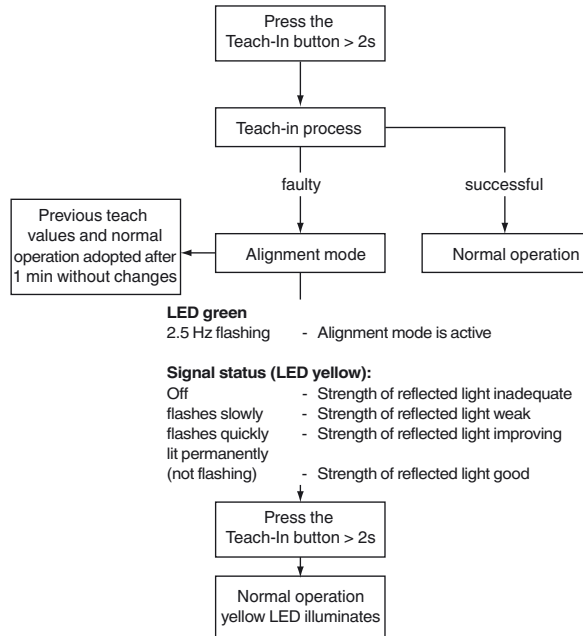 Press the
Teach-In button > 2s
Teach-in process
faulty
successful
Previous teach
values and normal
operation adopted after
1 min without changes
Alignment mode
Normal operation
LED green
2.5 Hz flashing - Alignment mode is active
Signal status (LED yellow):
Off - Strength of reflected light inadequate
flashes slowly - Strength of reflected light weak
flashes quickly - Strength of reflected light improving
lit permanently
(not flashing) - Strength of reflected light good
Press the
Teach-In button > 2s
Normal operation
yellow LED illuminates